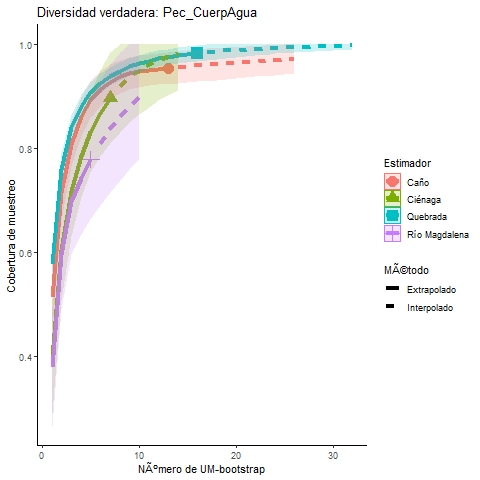 Diversidad verdadera: Pec_CuerpAgua
Cobertura de muestreo
1.0
0.8
0.6
0.4
0
10
20
30
NÃºmero de UM-bootstrap
Estimador
Caño
Ciénaga
Quebrada
Río Magdalena
MÃ©todo
Extrapolado
Interpolado